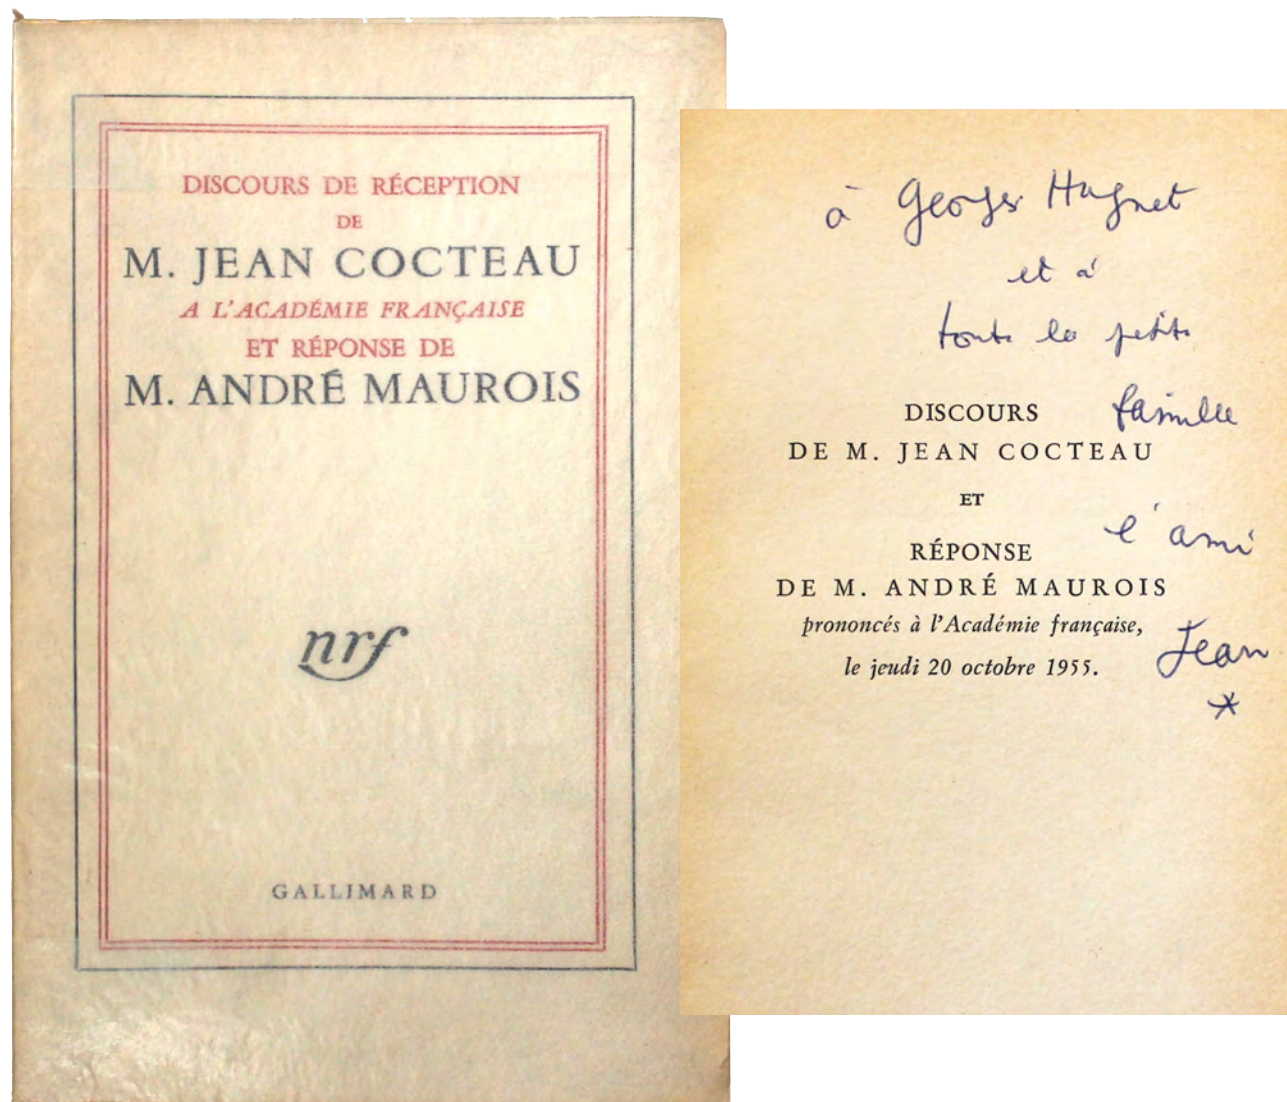 DISCOURS DE RÉCEPTION
DE
M. JEAN COCTEAU
A L'ACADÉMIE FRANÇAISE
ET RÉPONSE DE
M. ANDRÉ MAUROIS
nrf
GALLIMARD
à Georges Hugnet
et à
toute la petite
famille
DISCOURS
DE M. JEAN COCTEAU
ET
l'ami
RÉPONSE
DE M. ANDRÉ MAUROIS
prononcés à l'Académie française,
Jean
le jeudi 20 octobre 1955.
*